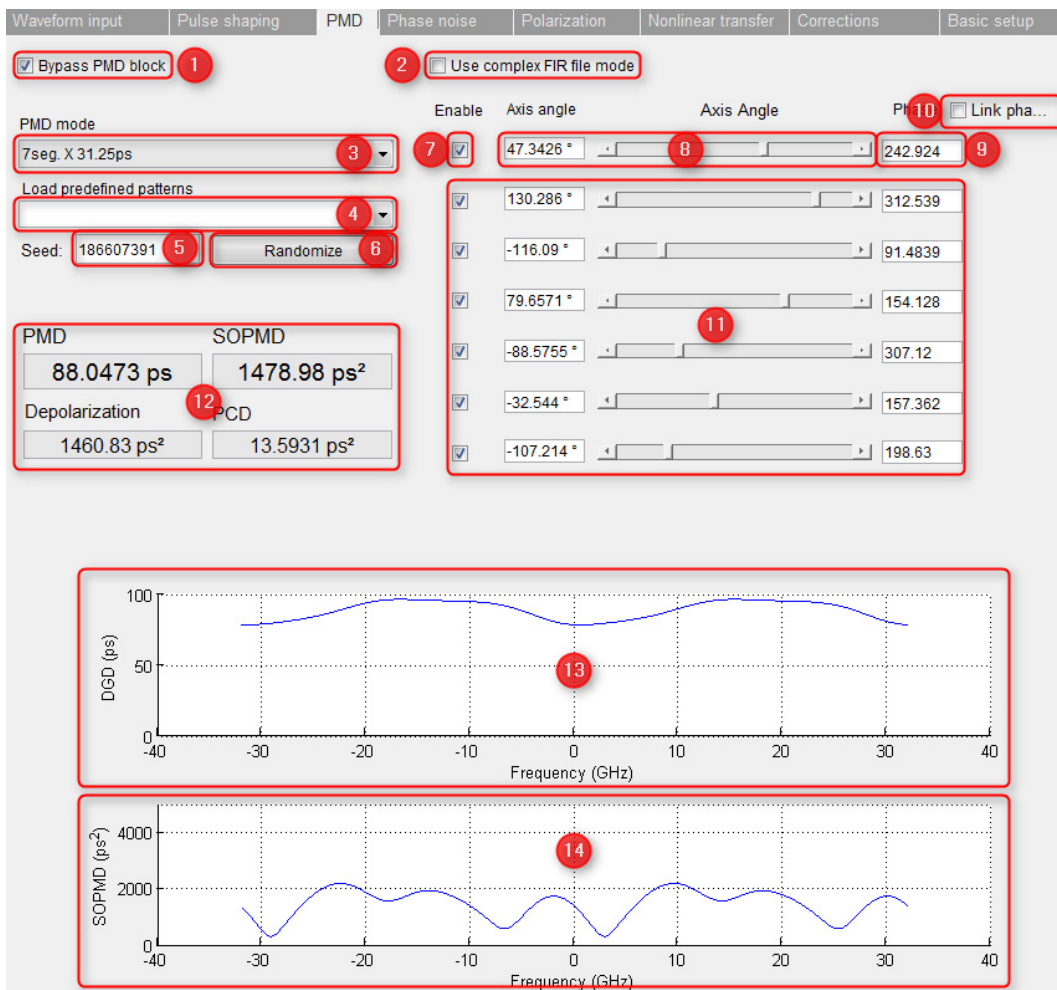 Waveform input Pulse shaping PMD Phase noise Polarization Nonlinear transfer Corrections Basic setup
Bypass PMD block 1 2 Use complex FIR file mode
Enable Axis angle Axis Angle 10 Link pha...
PMD mode
7seg. X 31.25ps 3 7 47.3426 ° 8 242.924 9
Load predefined patterns
4 130.286 ° 312.539
Seed: 186607391 5 Randomize 6 -116.09 ° 91.4839
79.6571 ° 154.128
11
PMD SOPMD
88.0473 ps 1478.98 ps² -88.5755 ° 307.12
12
Depolarization PCD -32.544 ° 157.362
1460.83 ps² 13.5931 ps² -107.214 ° 198.63
100
50
0
DGD (ps)
13
-40 -30 -20 -10 0 10 20 30 40
Frequency (GHz)
4000
2000
0
SOPMD (ps²)
14
-40 -30 -20 -10 0 10 20 30 40
Frequency (GHz)